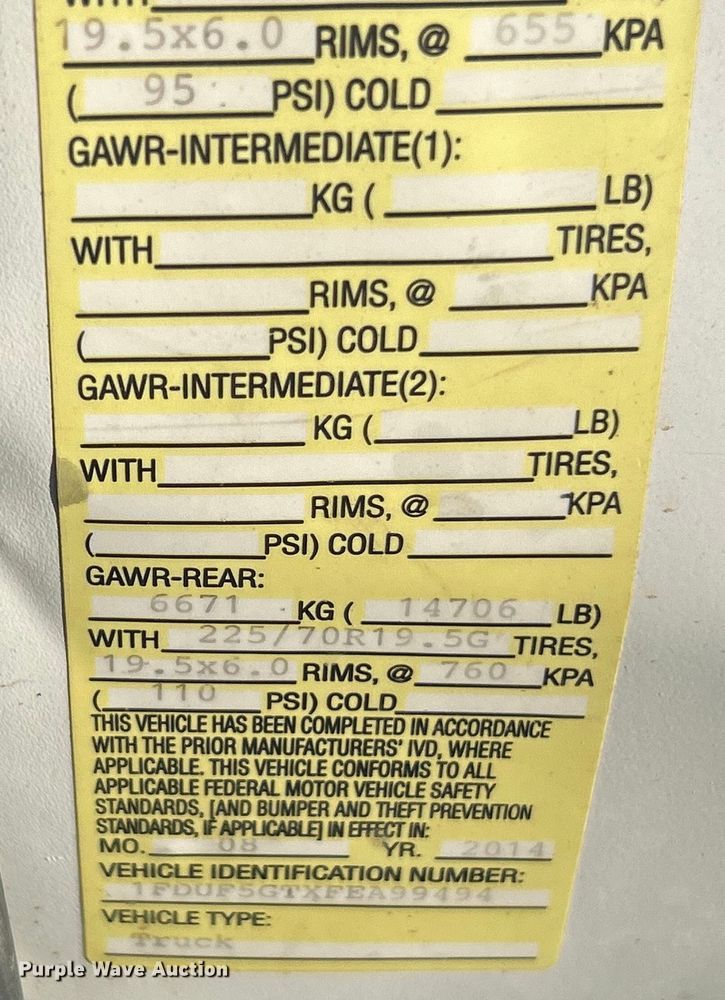 19.5x6.0 RIMS, @ 655 KPA
( 95 PSI) COLD
GAWR-INTERMEDIATE(1):
KG ( LB)
WITH TIRES,
RIMS, @ KPA
( PSI) COLD
GAWR-INTERMEDIATE(2):
KG ( LB)
WITH TIRES,
RIMS, @ KPA
( PSI) COLD
GAWR-REAR:
6671 KG ( 14706 LB)
WITH 225/70R19.5G TIRES,
19.5x6.0 RIMS, @ 760 KPA
( 110 PSI) COLD
THIS VEHICLE HAS BEEN COMPLETED IN ACCORDANCE
WITH THE PRIOR MANUFACTURERS' IVD, WHERE
APPLICABLE. THIS VEHICLE CONFORMS TO ALL
APPLICABLE FEDERAL MOTOR VEHICLE SAFETY
STANDARDS, [AND BUMPER AND THEFT PREVENTION
STANDARDS, IF APPLICABLE] IN EFFECT IN:
MO. 08 YR. 2014
VEHICLE IDENTIFICATION NUMBER:
1FDUF5GTXFEA99494
VEHICLE TYPE:
Truck
Purple Wave Auction